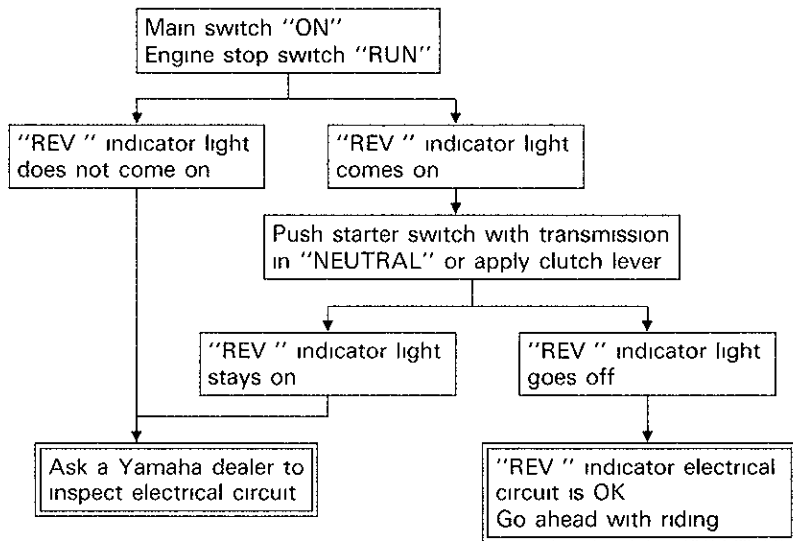 Main switch "ON"
Engine stop switch "RUN"
"REV " indicator light
does not come on
"REV " indicator light
comes on
Push starter switch with transmission
in "NEUTRAL" or apply clutch lever
"REV " indicator light
stays on
"REV " indicator light
goes off
Ask a Yamaha dealer to
inspect electrical circuit
"REV " indicator electrical
circuit is OK
Go ahead with riding